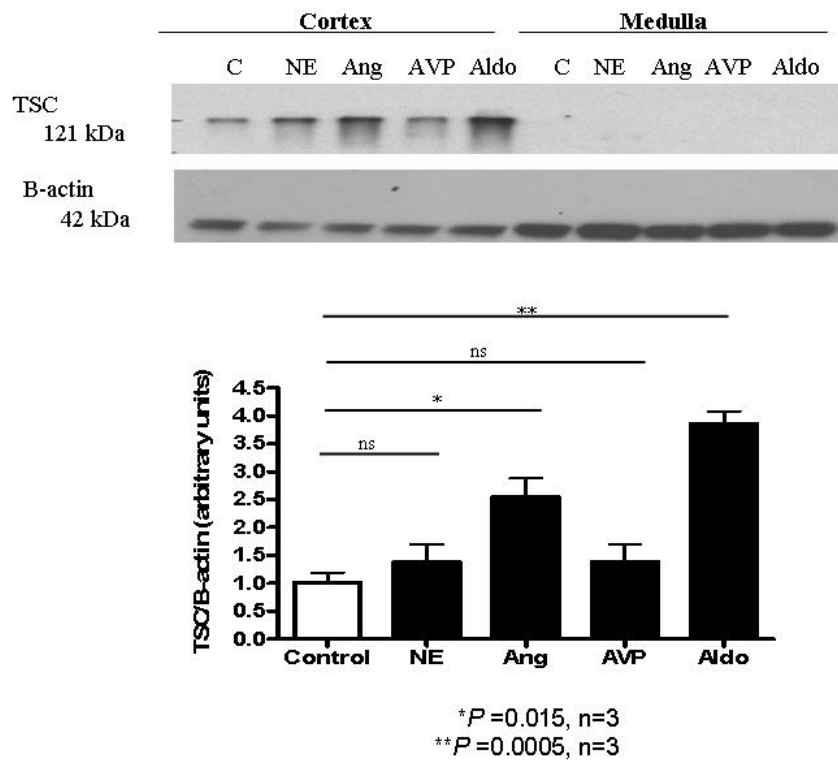 Cortex Medulla
C NE Ang AVP Aldo C NE Ang AVP Aldo
TSC
121 kDa
B-actin
42 kDa
**
ns
*
ns
TSC/B-actin (arbitrary units)
4.5
4.0
3.5
3.0
2.5
2.0
1.5
1.0
0.5
0.0
Control NE Ang AVP Aldo
*P =0.015, n=3
**P =0.0005, n=3